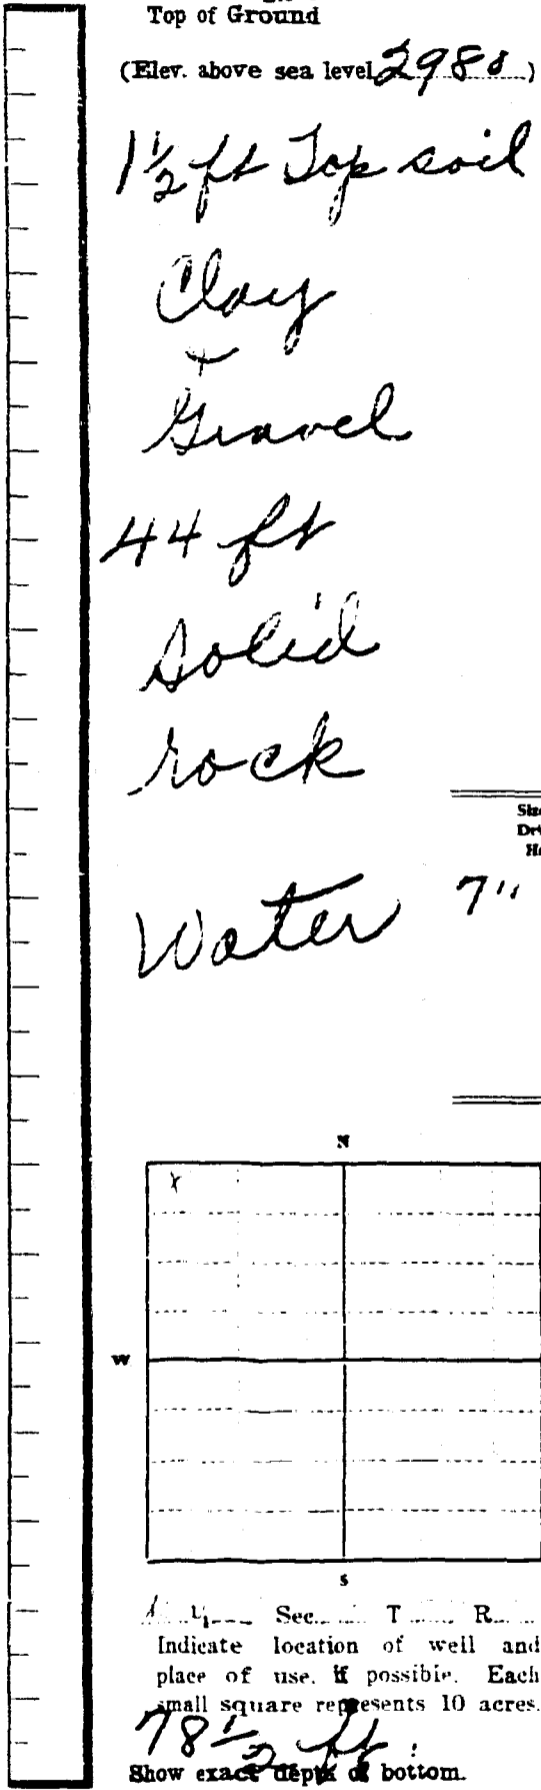 Top of Ground
(Elev. above sea level 2980)
1½ ft Top soil
Clay
+
Gravel
44 ft
Solid
rock
Water 7"
N
x
W
S
Sec. T R
Indicate location of well and
place of use, if possible. Each
small square represents 10 acres.
78½ ft.
Show exact depth of bottom.